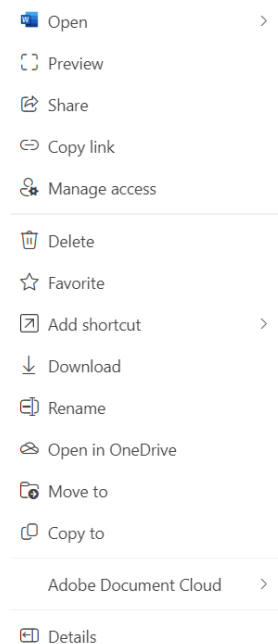 Open
Preview
Share
Copy link
Manage access
Delete
Favorite
Add shortcut
Download
Rename
Open in OneDrive
Move to
Copy to
Adobe Document Cloud
Details